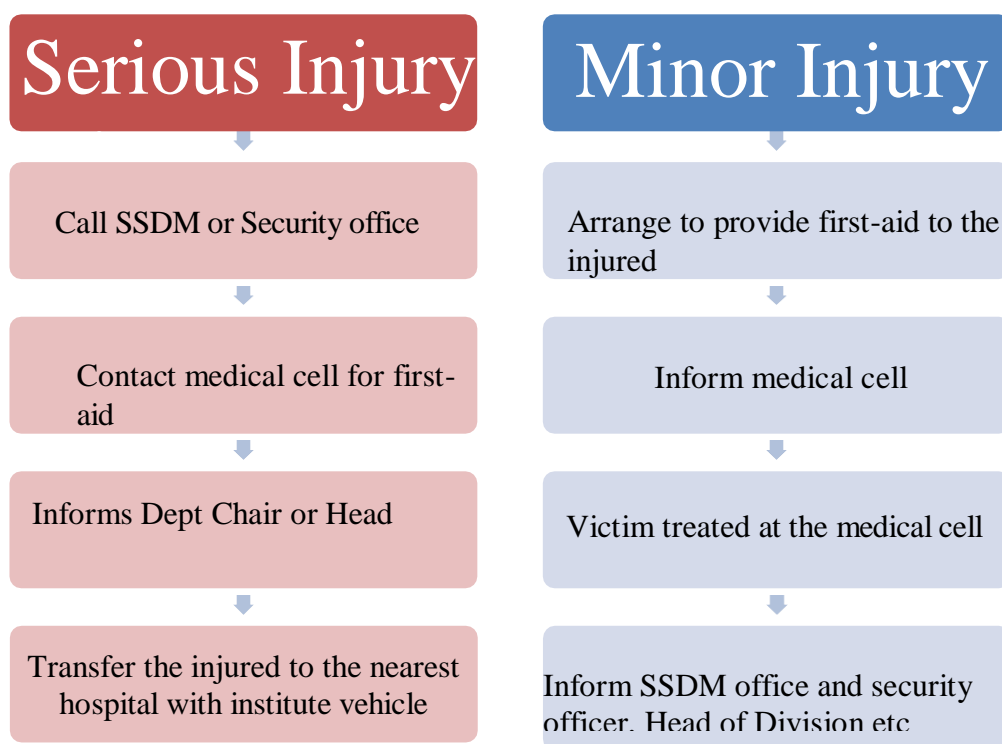 Serious Injury
Call SSDM or Security office
Contact medical cell for first-
aid
Informs Dept Chair or Head
Transfer the injured to the nearest
hospital with institute vehicle
Minor Injury
Arrange to provide first-aid to the
injured
Inform medical cell
Victim treated at the medical cell
Inform SSDM office and security
officer, Head of Division etc